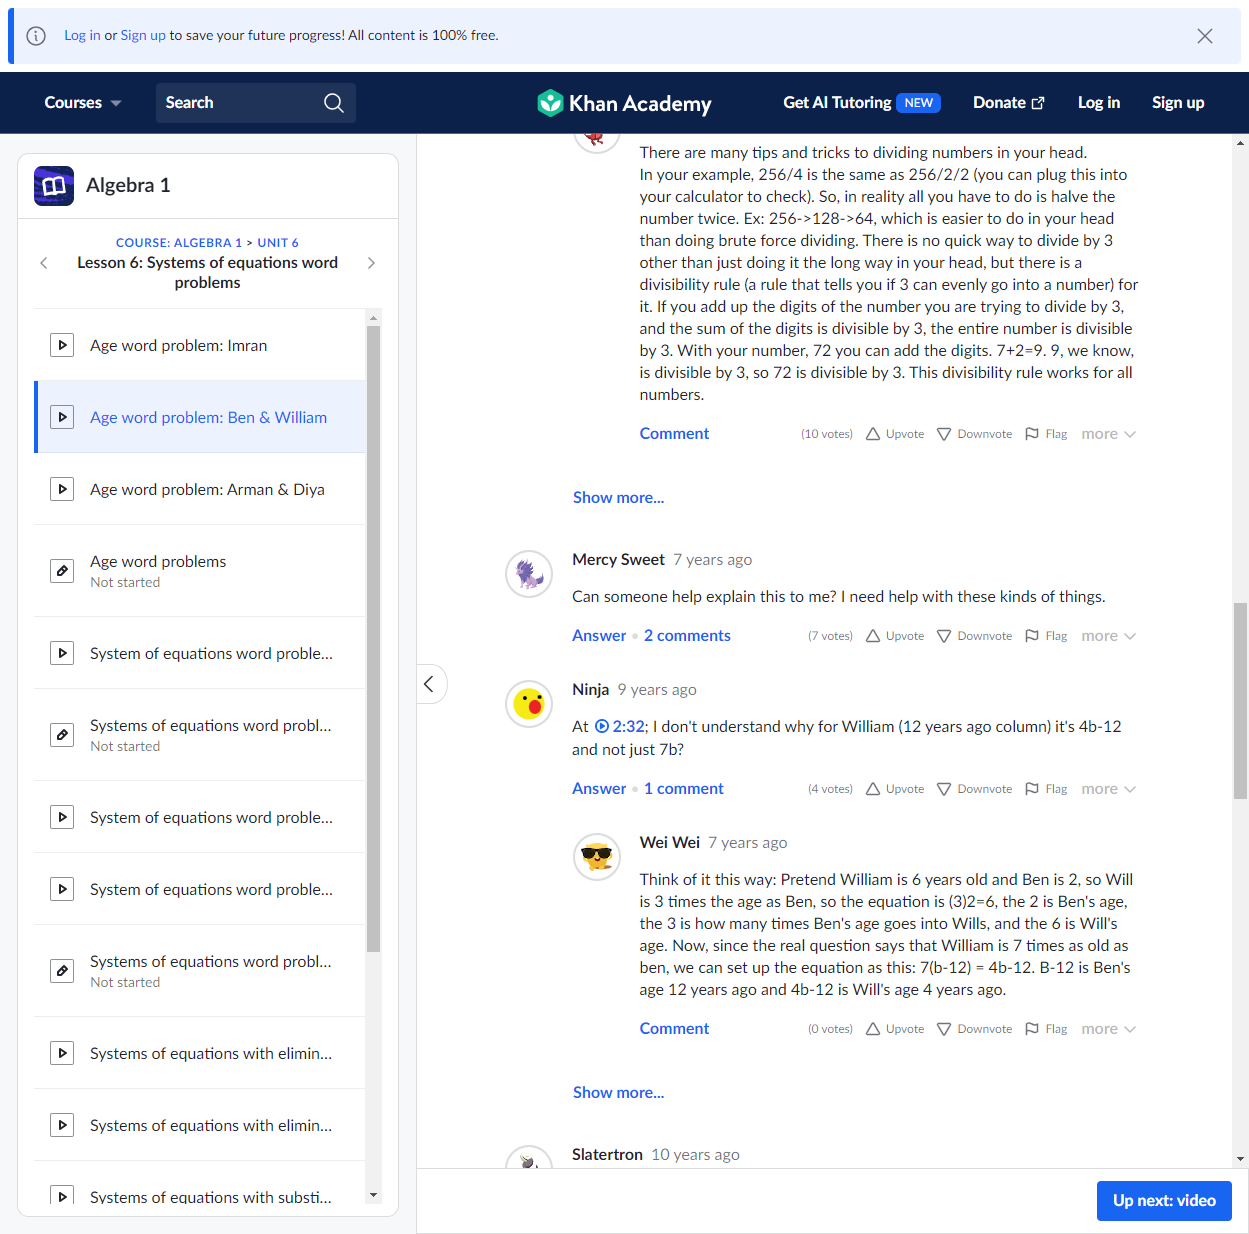 Log in or Sign up to save your future progress! All content is 100% free.
Courses
Search
Khan Academy
Get AI Tutoring NEW
Donate
Log in
Sign up
Algebra 1
COURSE: ALGEBRA 1 > UNIT 6
Lesson 6: Systems of equations word
problems
Age word problem: Imran
Age word problem: Ben & William
Age word problem: Arman & Diya
Age word problems
Not started
System of equations word proble...
Systems of equations word probl...
Not started
System of equations word proble...
System of equations word proble...
Systems of equations word probl...
Not started
Systems of equations with elimin...
Systems of equations with elimin...
Systems of equations with substi...
There are many tips and tricks to dividing numbers in your head.
In your example, 256/4 is the same as 256/2/2 (you can plug this into
your calculator to check). So, in reality all you have to do is halve the
number twice. Ex: 256->128->64, which is easier to do in your head
than doing brute force dividing. There is no quick way to divide by 3
other than just doing it the long way in your head, but there is a
divisibility rule (a rule that tells you if 3 can evenly go into a number) for
it. If you add up the digits of the number you are trying to divide by 3,
and the sum of the digits is divisible by 3, the entire number is divisible
by 3. With your number, 72 you can add the digits. 7+2=9. 9, we know,
is divisible by 3, so 72 is divisible by 3. This divisibility rule works for all
numbers.
Comment (10 votes) Upvote Downvote Flag more
Show more...
Mercy Sweet 7 years ago
Can someone help explain this to me? I need help with these kinds of things.
Answer • 2 comments (7 votes) Upvote Downvote Flag more
Ninja 9 years ago
At 2:32; I don't understand why for William (12 years ago column) it's 4b-12
and not just 7b?
Answer • 1 comment (4 votes) Upvote Downvote Flag more
Wei Wei 7 years ago
Think of it this way: Pretend William is 6 years old and Ben is 2, so Will
is 3 times the age as Ben, so the equation is (3)2=6, the 2 is Ben's age,
the 3 is how many times Ben's age goes into Wills, and the 6 is Will's
age. Now, since the real question says that William is 7 times as old as
ben, we can set up the equation as this: 7(b-12) = 4b-12. B-12 is Ben's
age 12 years ago and 4b-12 is Will's age 4 years ago.
Comment (0 votes) Upvote Downvote Flag more
Show more...
Slatertron 10 years ago
Up next: video